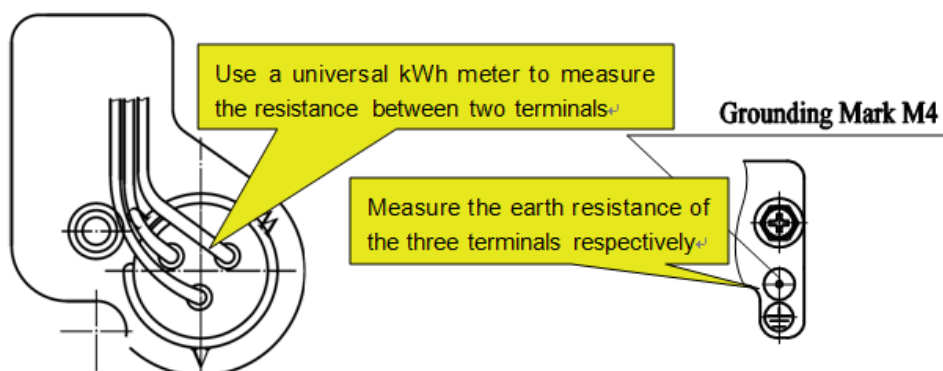 Use a universal kWh meter to measure
the resistance between two terminals↵
Grounding Mark M4
Measure the earth resistance of
the three terminals respectively↵